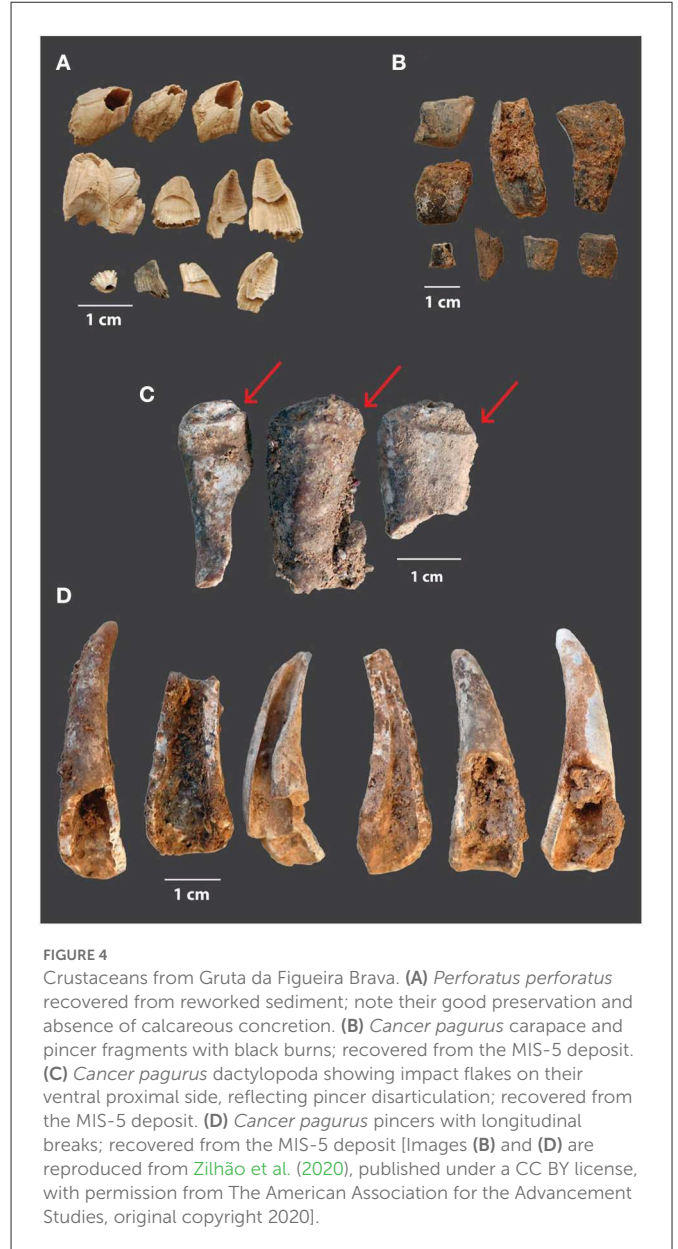 A
B
1 cm
1 cm
C
1 cm
D
1 cm
FIGURE 4
Crustaceans from Gruta da Figueira Brava. (A) Perforatus perforatus
recovered from reworked sediment; note their good preservation and
absence of calcareous concretion. (B) Cancer pagurus carapace and
pincer fragments with black burns; recovered from the MIS-5 deposit.
(C) Cancer pagurus dactylopoda showing impact flakes on their
ventral proximal side, reflecting pincer disarticulation; recovered from
the MIS-5 deposit. (D) Cancer pagurus pincers with longitudinal
breaks; recovered from the MIS-5 deposit [Images (B) and (D) are
reproduced from Zilhão et al. (2020), published under a CC BY license,
with permission from The American Association for the Advancement
Studies, original copyright 2020].